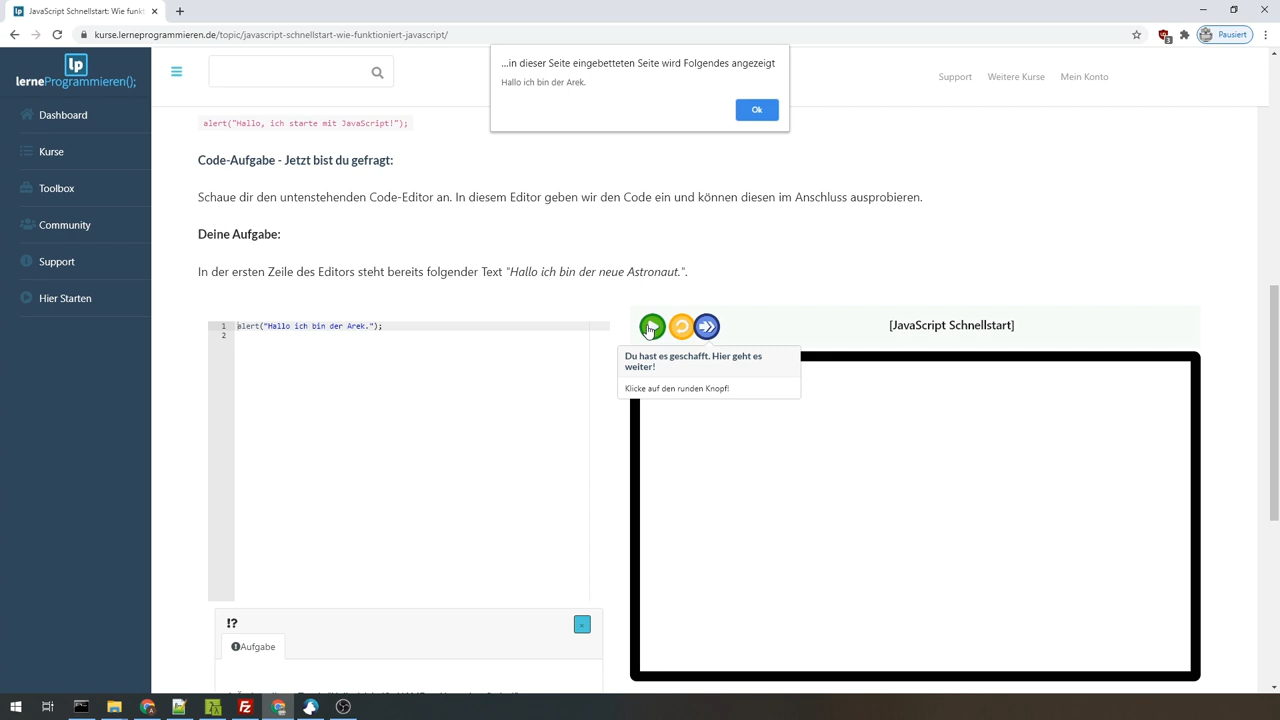 JavaScript Schnellstart: Wie funkt
kurse.lerneprogrammieren.de/topic/javascript-schnellstart-wie-funktioniert-javascript/
3
Pausiert
lp
lerneProgrammieren();
Dashboard
Kurse
Toolbox
Community
Support
Hier Starten
Support
Weitere Kurse
Mein Konto
...in dieser Seite eingebetteten Seite wird Folgendes angezeigt
Hallo ich bin der Arek.
Ok
alert("Hallo, ich starte mit JavaScript!");
Code-Aufgabe - Jetzt bist du gefragt:
Schaue dir den untenstehenden Code-Editor an. In diesem Editor geben wir den Code ein und können diesen im Anschluss ausprobieren.
Deine Aufgabe:
In der ersten Zeile des Editors steht bereits folgender Text "Hallo ich bin der neue Astronaut.".
1 alert("Hallo ich bin der Arek.");
2
[JavaScript Schnellstart]
Du hast es geschafft. Hier geht es
weiter!
Klicke auf den runden Knopf!
!?
Aufgabe